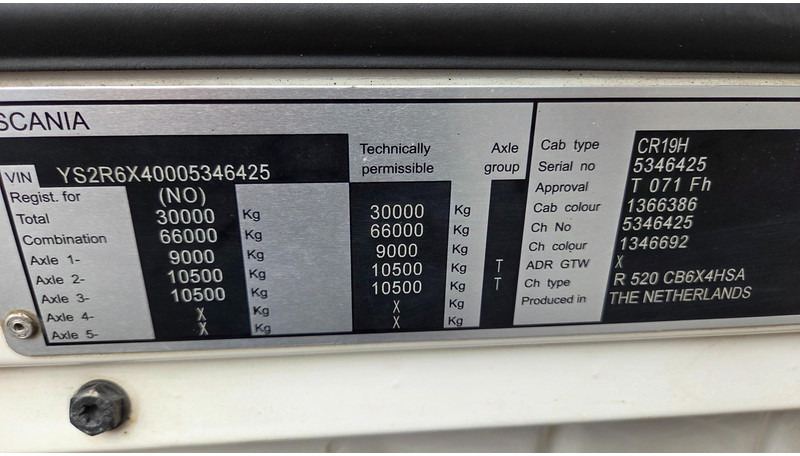 SCANIA
VIN YS2R6X40005346425
Technically permissible
Axle group
Regist. for (NO)
Total 30000 Kg 30000 Kg
Combination 66000 Kg 66000 Kg
Axle 1- 9000 Kg 9000 Kg
Axle 2- 10500 Kg 10500 Kg T
Axle 3- 10500 Kg 10500 Kg T
Axle 4- X Kg X Kg
Axle 5- X Kg X Kg
Cab type CR19H
Serial no 5346425
Approval T 071 Fh
Cab colour 1366386
Ch No 5346425
Ch colour 1346692
ADR GTW X
Ch type R 520 CB6X4HSA
Produced in THE NETHERLANDS